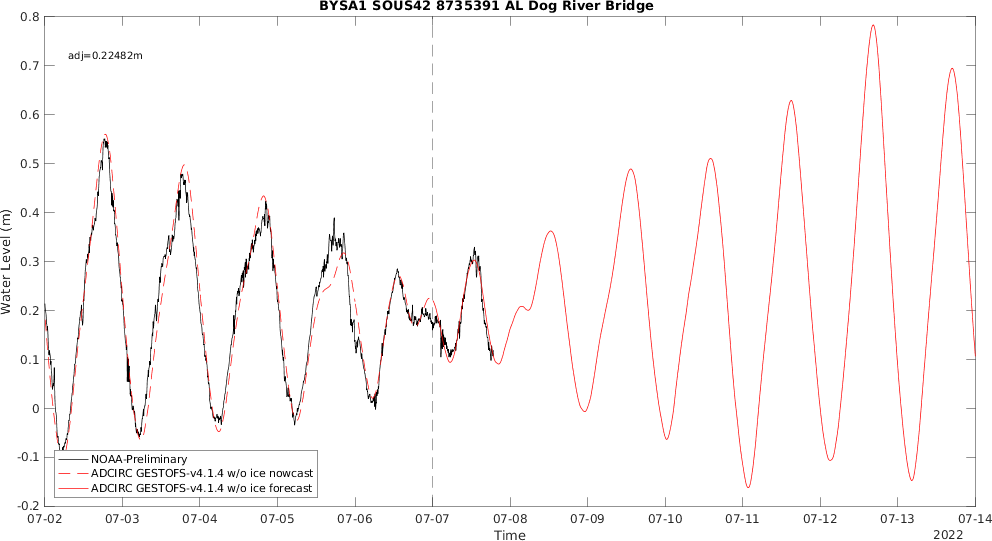 BYSA1 SOUS42 8735391 AL Dog River Bridge
adj=0.22482m
0.8
0.7
0.6
0.5
0.4
0.3
0.2
0.1
0
-0.1
-0.2
Water Level (m)
NOAA-Preliminary
ADCIRC GESTOFS-v4.1.4 w/o ice nowcast
ADCIRC GESTOFS-v4.1.4 w/o ice forecast
07-02 07-03 07-04 07-05 07-06 07-07 07-08 07-09 07-10 07-11 07-12 07-13 07-14
Time
2022